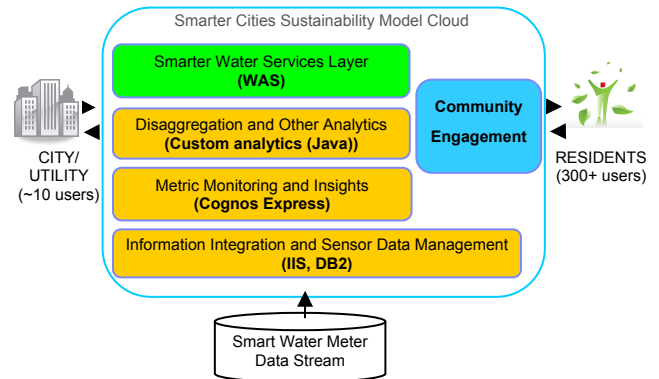 Smarter Cities Sustainability Model Cloud
Smarter Water Services Layer
(WAS)
Disaggregation and Other Analytics
(Custom analytics (Java))
Metric Monitoring and Insights
(Cognos Express)
Information Integration and Sensor Data Management
(IIS, DB2)
Community
Engagement
CITY/
UTILITY
(~10 users)
RESIDENTS
(300+ users)
Smart Water Meter
Data Stream